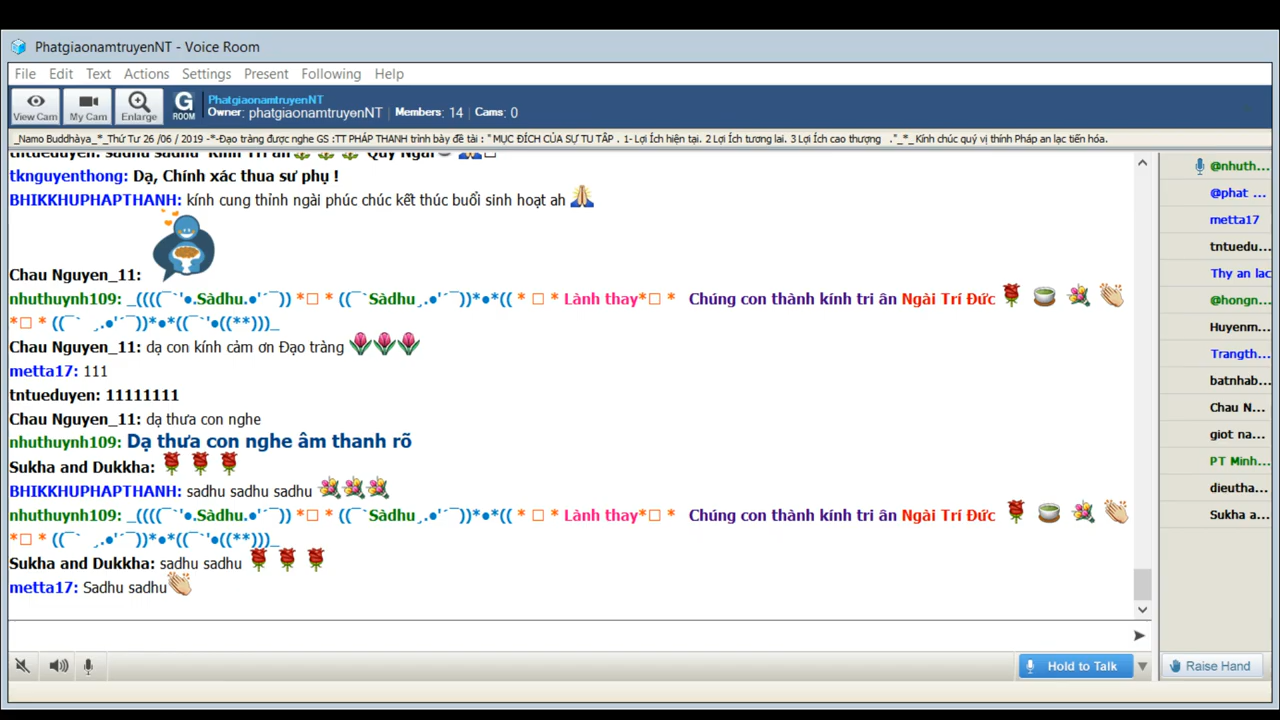 PhatgiaonamtruyenNT - Voice Room
File Edit Text Actions Settings Present Following Help
View Cam My Cam Enlarge G ROOM PhatgiaonamtruyenNT
Owner: phatgiaonamtruyenNT Members: 14 Cams: 0
_Namo Buddhàya_*_Thứ Tư 26 /06 / 2019 -*-Đạo tràng được nghe GS :TT PHÁP THANH trình bày đề tài : " MỤC ĐÍCH CỦA SỰ TU TẬP . 1- Lợi Ích hiện tại. 2 Lợi Ích tương lai. 3 Lợi Ích cao thượng ."_*_ Kính chúc quý vị thính Pháp an lạc tiến hóa.
tntueduyen: sadhu sadhu Kính Tri ân Quý Ngài
tknguyenthong: Dạ, Chính xác thua sư phụ !
BHIKKHUPHAPTHANH: kính cung thỉnh ngài phúc chúc kết thúc buổi sinh hoạt ah
Chau Nguyen_11:
nhuthuynh109: _((((¯`'●.Sàdhu.●'´¯)) *□ * ((¯`Sàdhu¸.●'´¯))*●*(( * □ * Lành thay*□ * Chúng con thành kính tri ân Ngài Trí Đức
*□ * ((¯` ¸.●'´¯))*●*((¯`'●((**)))_
Chau Nguyen_11: dạ con kính cảm ơn Đạo tràng
metta17: 111
tntueduyen: 11111111
Chau Nguyen_11: dạ thưa con nghe
nhuthuynh109: Dạ thưa con nghe âm thanh rõ
Sukha and Dukkha:
BHIKKHUPHAPTHANH: sadhu sadhu sadhu
nhuthuynh109: _((((¯`'●.Sàdhu.●'´¯)) *□ * ((¯`Sàdhu¸.●'´¯))*●*(( * □ * Lành thay*□ * Chúng con thành kính tri ân Ngài Trí Đức
*□ * ((¯` ¸.●'´¯))*●*((¯`'●((**)))_
Sukha and Dukkha: sadhu sadhu
metta17: Sadhu sadhu
@nhuth...
@phat ...
metta17
tntuedu...
Thy an lac
@hongn...
Huyenm...
Trangth...
batnhab...
Chau N...
giot na...
PT Minh...
dieutha...
Sukha a...
Hold to Talk
Raise Hand